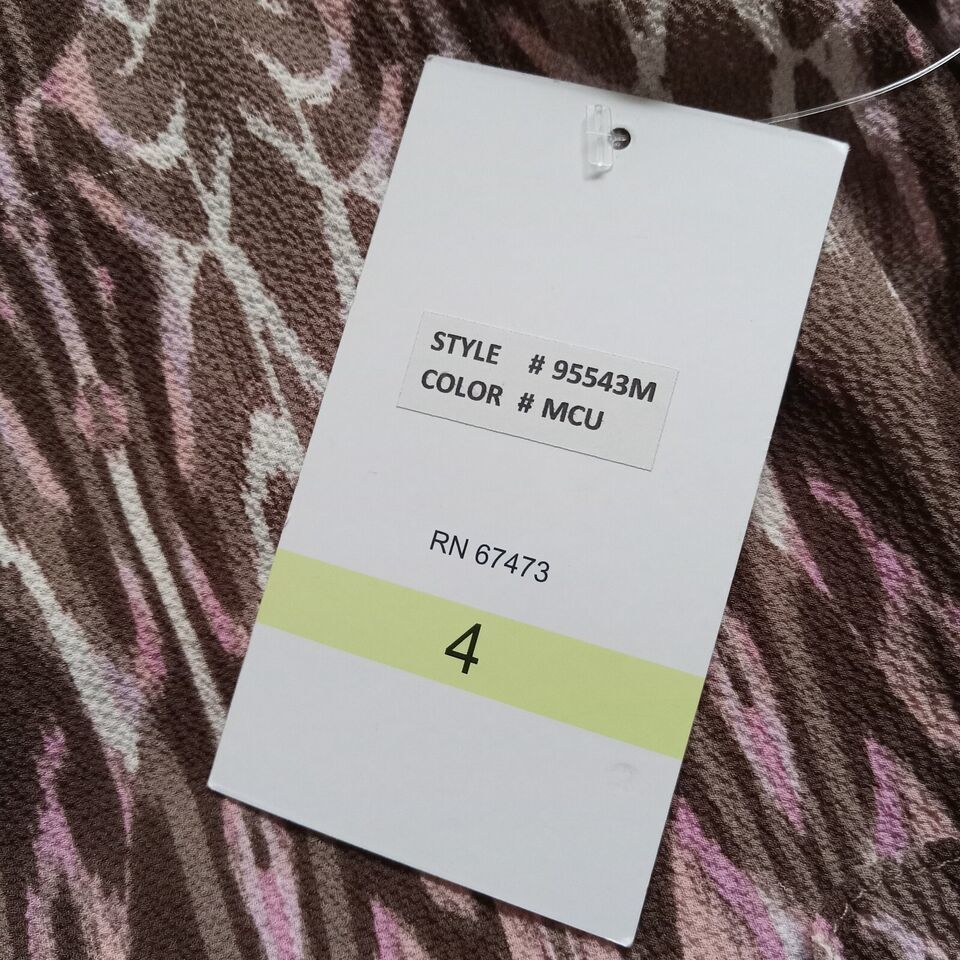 STYLE # 95543M
COLOR # MCU
RN 67473
4